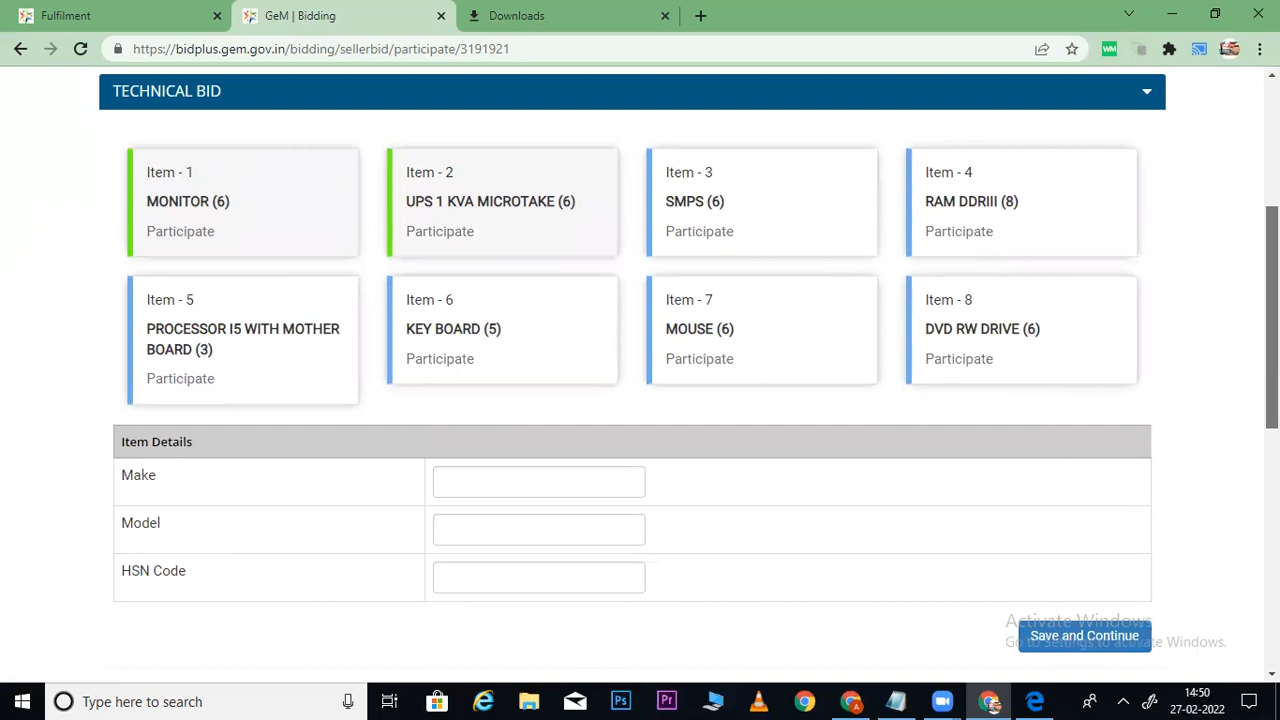 Fulfilment
GeM | Bidding
Downloads
https://bidplus.gem.gov.in/bidding/sellerbid/participate/3191921
WM
TECHNICAL BID
Item - 1
MONITOR (6)
Participate
Item - 2
UPS 1 KVA MICROTAKE (6)
Participate
Item - 3
SMPS (6)
Participate
Item - 4
RAM DDRIII (8)
Participate
Item - 5
PROCESSOR I5 WITH MOTHER
BOARD (3)
Participate
Item - 6
KEY BOARD (5)
Participate
Item - 7
MOUSE (6)
Participate
Item - 8
DVD RW DRIVE (6)
Participate
Item Details
Make
Model
HSN Code
Activate Windows
Go to Settings to activate Windows.
Save and Continue
Type here to search
Ps
Pr
A
14:50
27-02-2022